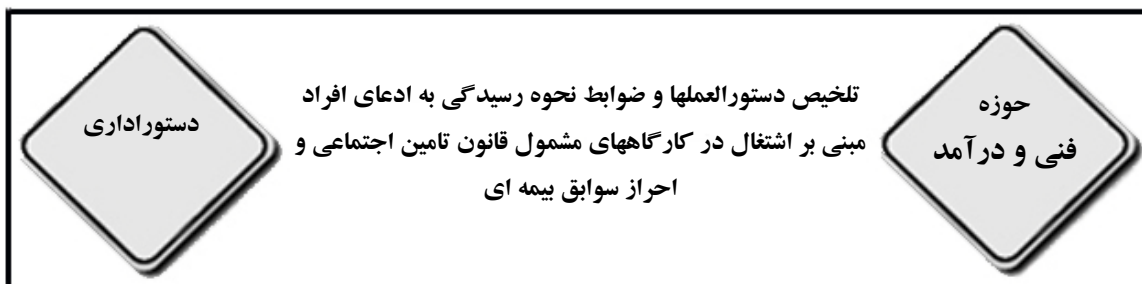 حوزه
فنی و درآمد
تلخیص دستورالعملها و ضوابط نحوه رسیدگی به ادعای افراد
مبنی بر اشتغال در کارگاههای مشمول قانون تامین اجتماعی و
احراز سوابق بیمه ای
دستوراداری